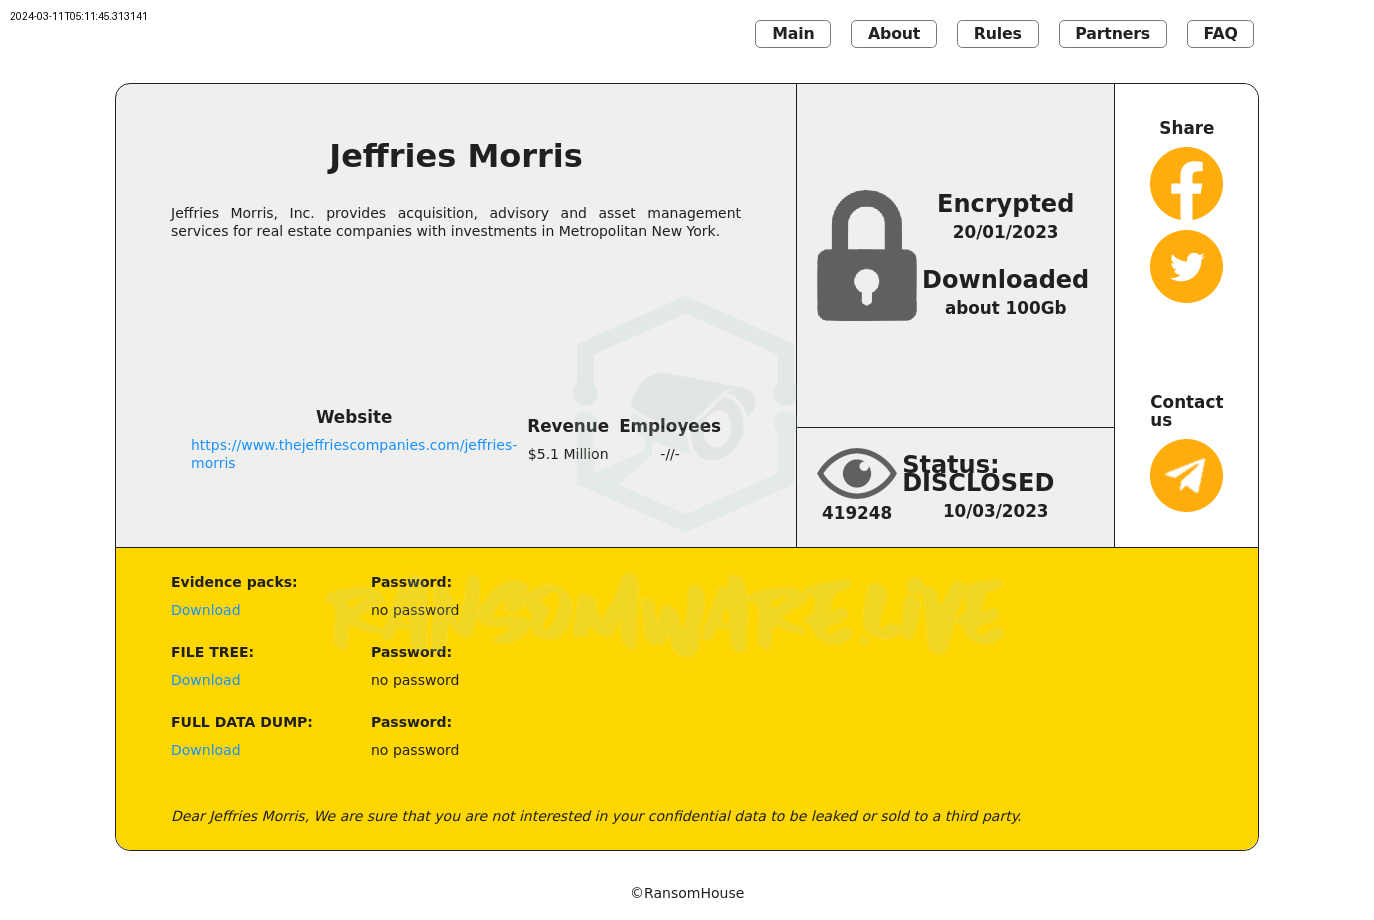 2024-03-11T05:11:45.313141
Main About Rules Partners FAQ
Jeffries Morris
Jeffries Morris, Inc. provides acquisition, advisory and asset management
services for real estate companies with investments in Metropolitan New York.
Website
https://www.thejeffriescompanies.com/jeffries-
morris
Revenue Employees
$5.1 Million -//-
Encrypted
20/01/2023
Downloaded
about 100Gb
Status:
DISCLOSED
419248 10/03/2023
Share
Contact
us
Evidence packs: Password:
Download no password
RANSOMWARE.LIVE
FILE TREE: Password:
Download no password
FULL DATA DUMP: Password:
Download no password
Dear Jeffries Morris, We are sure that you are not interested in your confidential data to be leaked or sold to a third party.
©RansomHouse